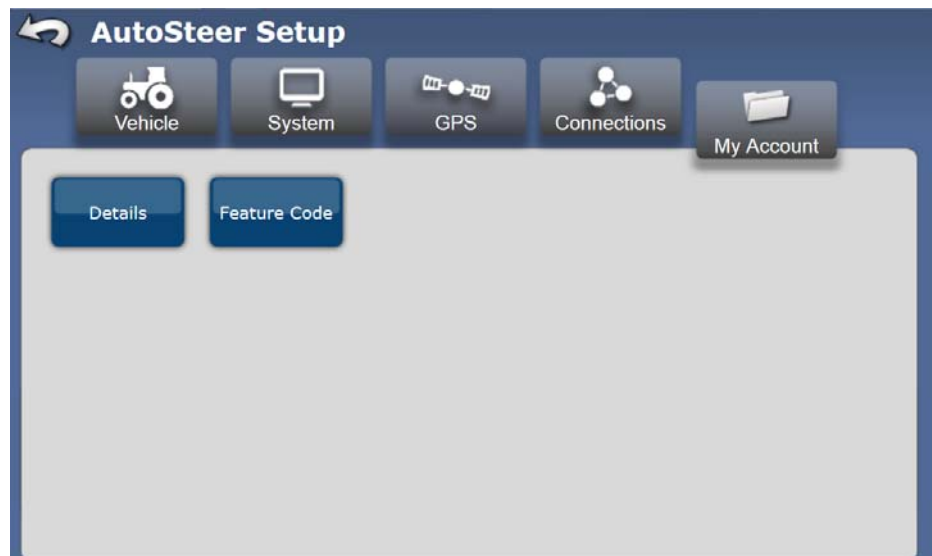 AutoSteer Setup
Vehicle
System
GPS
Connections
My Account
Details
Feature Code